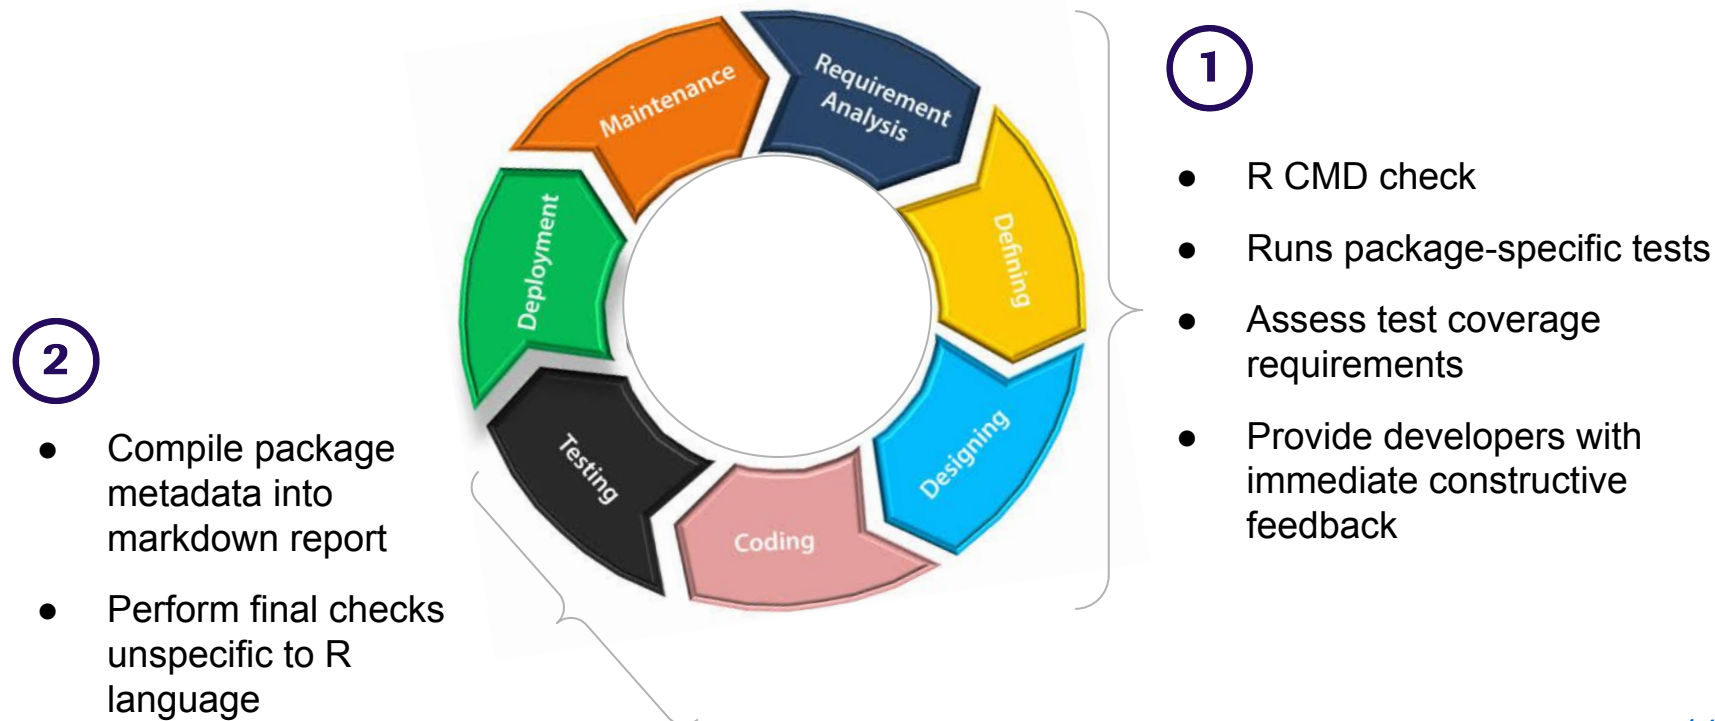 Requirement
Analysis
Defining
Designing
Coding
Testing
Deployment
Maintenance
1
● R CMD check
● Runs package-specific tests
● Assess test coverage
requirements
● Provide developers with
immediate constructive
feedback
2
● Compile package
metadata into
markdown report
● Perform final checks
unspecific to R
language